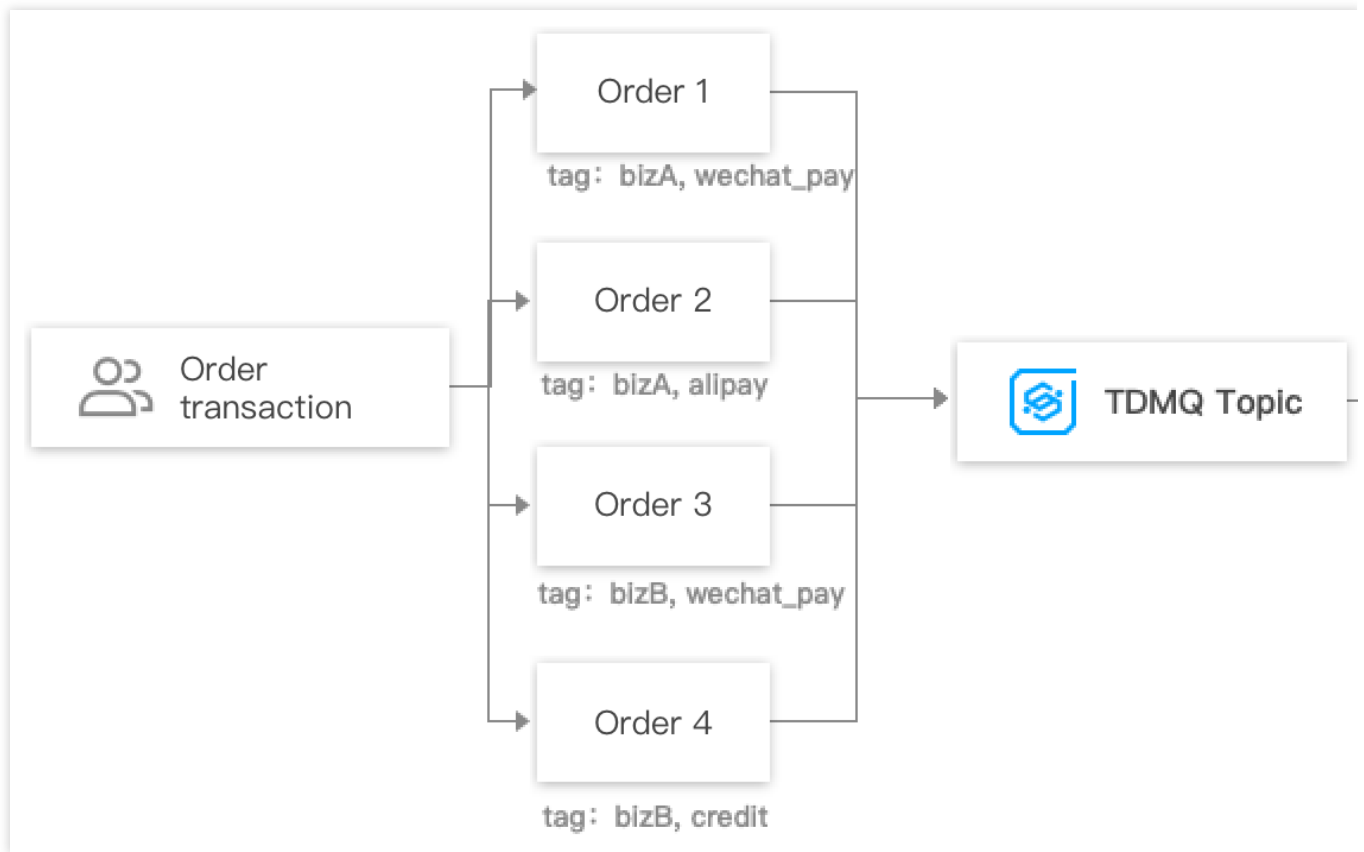 Order 1
tag：bizA, wechat_pay
Order 2
tag：bizA, alipay
Order
transaction
TDMQ Topic
Order 3
tag：bizB, wechat_pay
Order 4
tag：bizB, credit